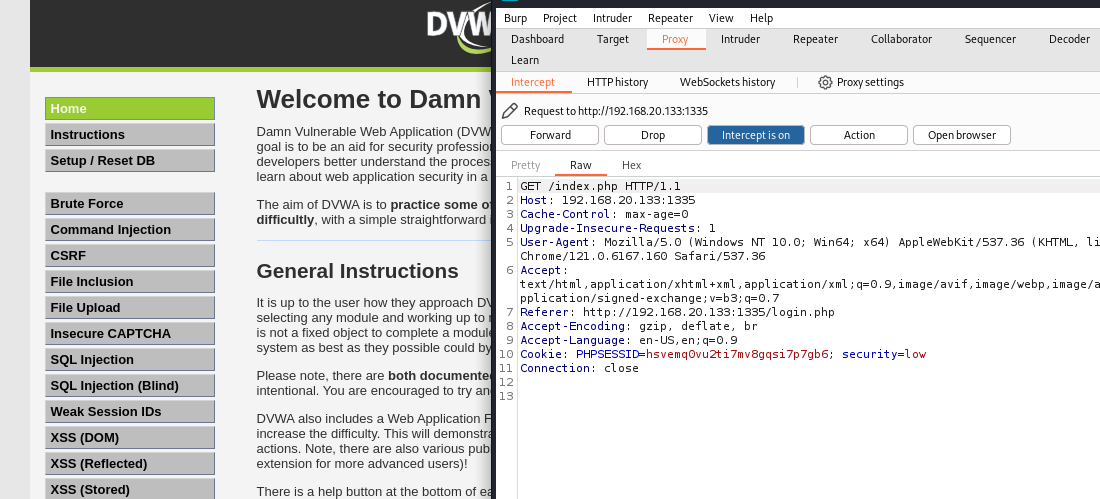 DVWA
Home
Instructions
Setup / Reset DB
Brute Force
Command Injection
CSRF
File Inclusion
File Upload
Insecure CAPTCHA
SQL Injection
SQL Injection (Blind)
Weak Session IDs
XSS (DOM)
XSS (Reflected)
XSS (Stored)
Welcome to Damn
Damn Vulnerable Web Application (DVW
goal is to be an aid for security profession
developers better understand the proces
learn about web application security in a
The aim of DVWA is to practice some of
difficultly, with a simple straightforward
General Instructions
It is up to the user how they approach DV
selecting any module and working up to
is not a fixed object to complete a module
system as best as they possible could by
Please note, there are both documented
intentional. You are encouraged to try an
DVWA also includes a Web Application F
increase the difficulty. This will demonstra
actions. Note, there are also various publ
extension for more advanced users)!
There is a help button at the bottom of ea
Burp Project Intruder Repeater View Help
Dashboard Target Proxy Intruder Repeater Collaborator Sequencer Decoder
Learn
Intercept HTTP history WebSockets history Proxy settings
Request to http://192.168.20.133:1335
Forward Drop Intercept is on Action Open browser
Pretty Raw Hex
1 GET /index.php HTTP/1.1
2 Host: 192.168.20.133:1335
3 Cache-Control: max-age=0
4 Upgrade-Insecure-Requests: 1
5 User-Agent: Mozilla/5.0 (Windows NT 10.0; Win64; x64) AppleWebKit/537.36 (KHTML, li
Chrome/121.0.6167.160 Safari/537.36
6 Accept:
text/html,application/xhtml+xml,application/xml;q=0.9,image/avif,image/webp,image/a
pplication/signed-exchange;v=b3;q=0.7
7 Referer: http://192.168.20.133:1335/login.php
8 Accept-Encoding: gzip, deflate, br
9 Accept-Language: en-US,en;q=0.9
10 Cookie: PHPSESSID=hsvemq0vu2ti7mv8gqsi7p7gb6; security=low
11 Connection: close
12
13